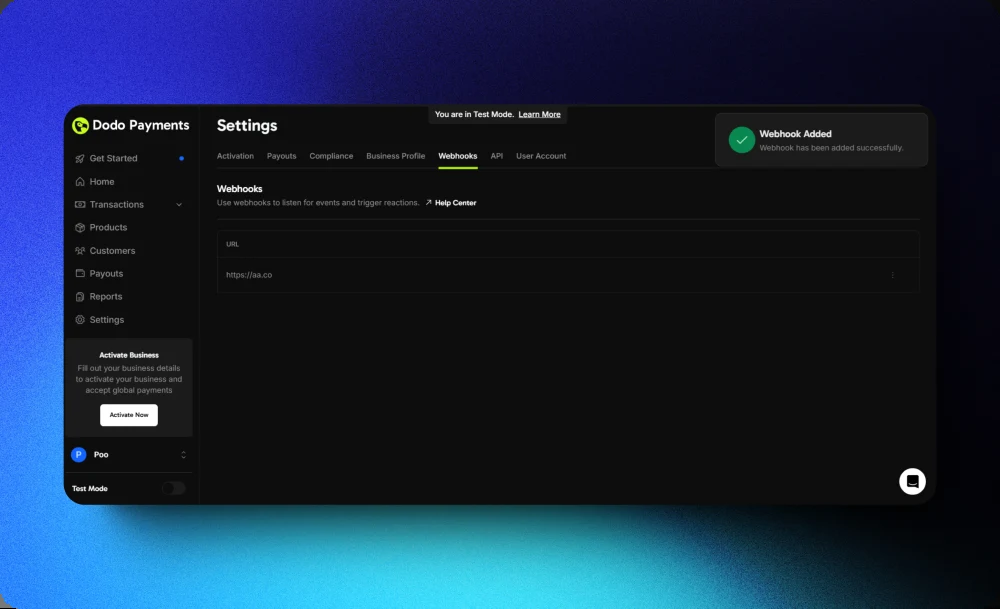 Dodo Payments
Get Started
Home
Transactions
Products
Customers
Payouts
Reports
Settings
Activate Business
Fill out your business details
to activate your business and
accept global payments
Activate Now
P Poo
Test Mode
You are in Test Mode. Learn More
Settings
Activation Payouts Compliance Business Profile Webhooks API User Account
Webhook Added
Webhook has been added successfully.
Webhooks
Use webhooks to listen for events and trigger reactions. Help Center
URL
https://aa.co